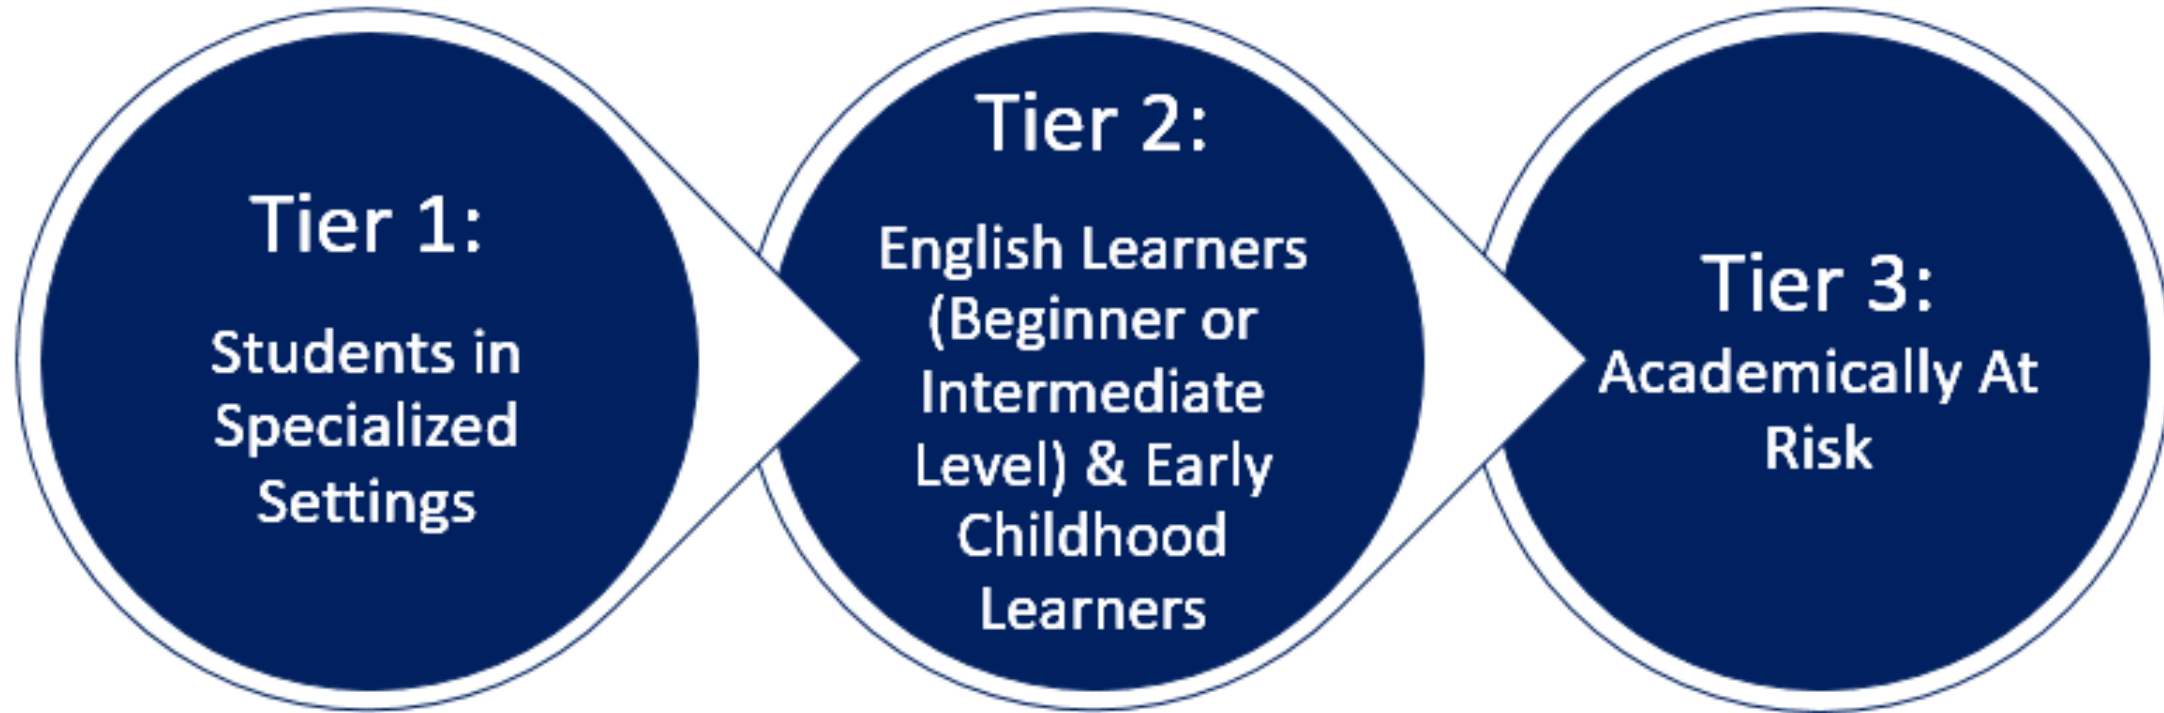 Tier 1:
Students in
Specialized
Settings
Tier 2:
English Learners
(Beginner or
Intermediate
Level) & Early
Childhood
Learners
Tier 3:
Academically At
Risk